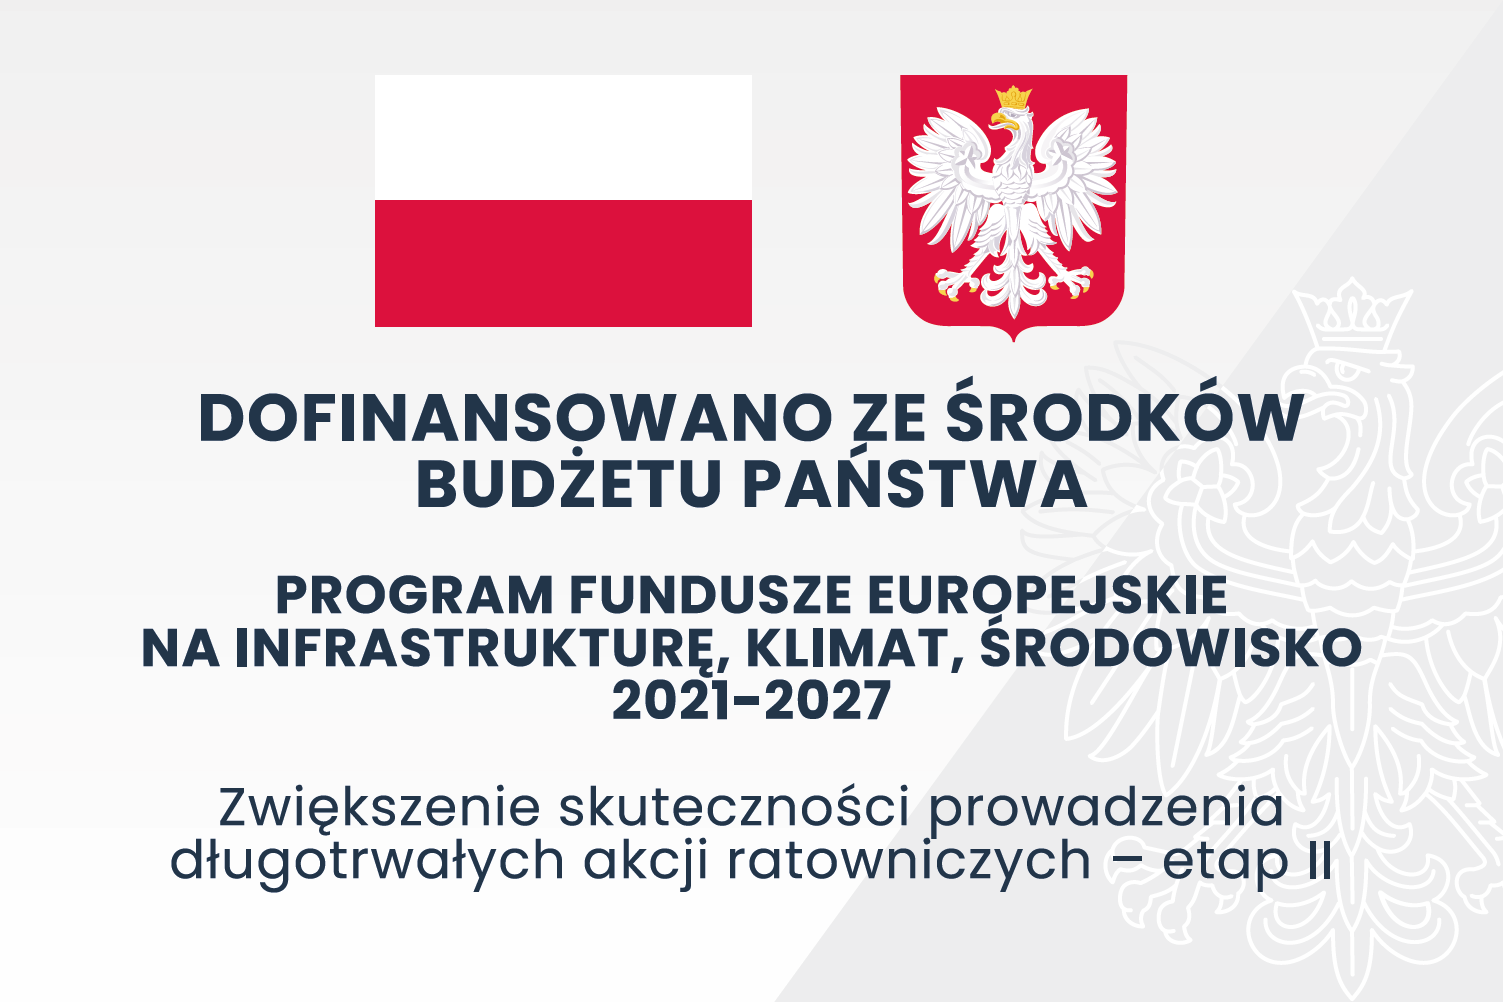 DOFINANSOWANO ZE ŚRODKÓW
BUDŻETU PAŃSTWA
PROGRAM FUNDUSZE EUROPEJSKIE
NA INFRASTRUKTURĘ, KLIMAT, ŚRODOWISKO
2021-2027
Zwiększenie skuteczności prowadzenia
długotrwałych akcji ratowniczych – etap II